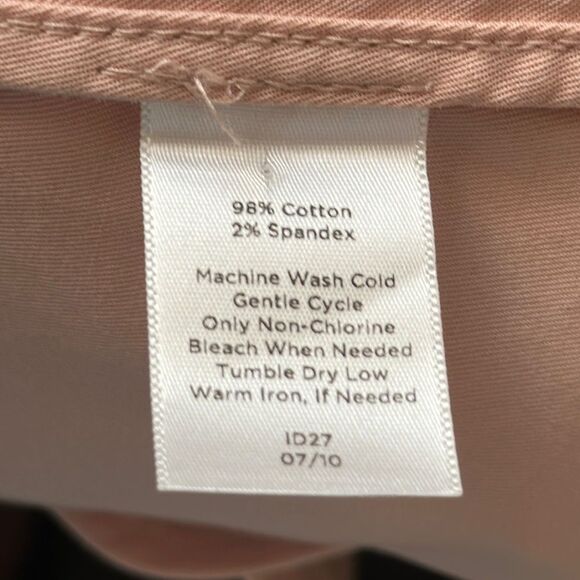 98% Cotton
2% Spandex
Machine Wash Cold
Gentle Cycle
Only Non-Chlorine
Bleach When Needed
Tumble Dry Low
Warm Iron, If Needed
ID27
07/10